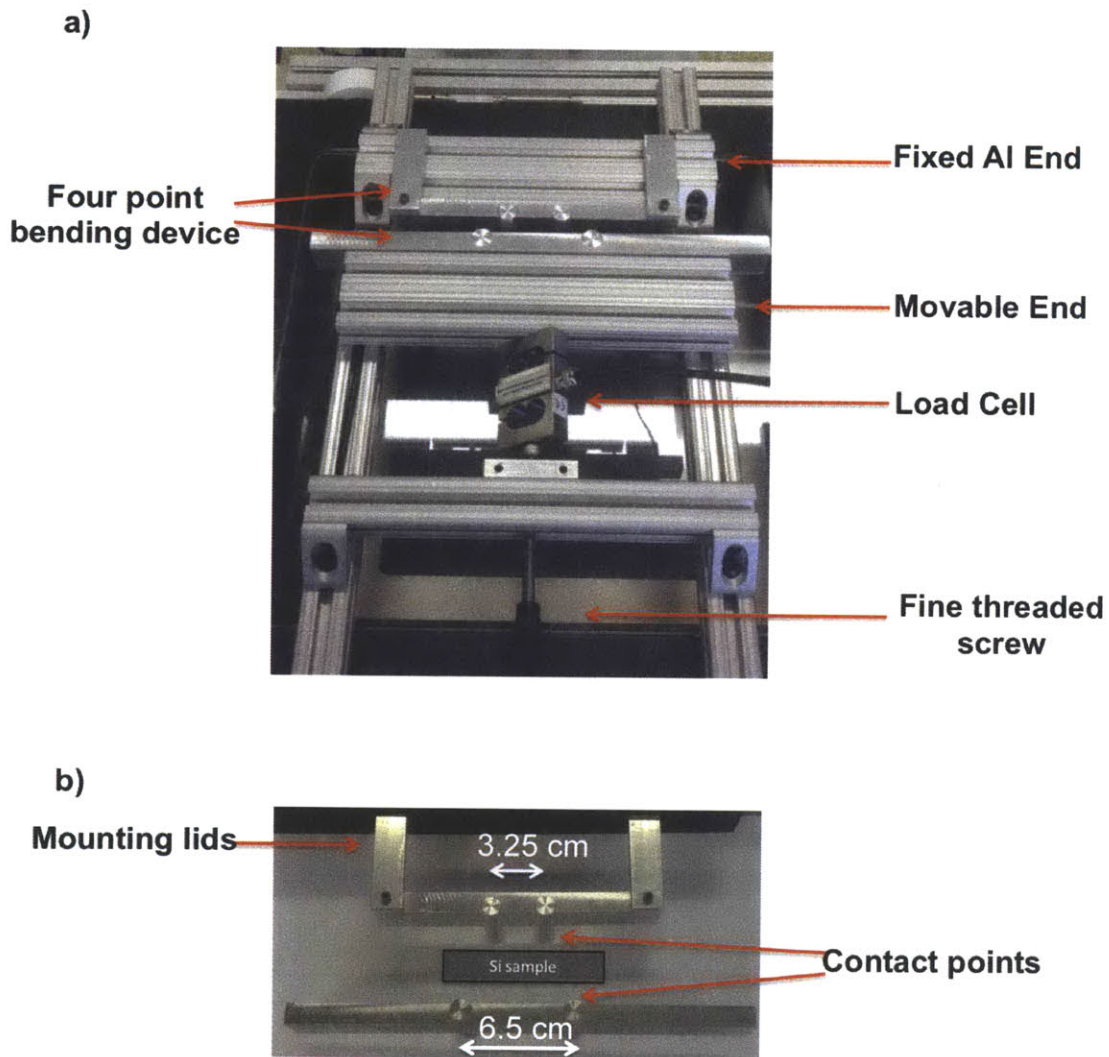 a)
Fixed Al End
Four point
bending device
Movable End
Load Cell
Fine threaded
screw
b)
Mounting lids
3.25 cm
Si sample
Contact points
6.5 cm